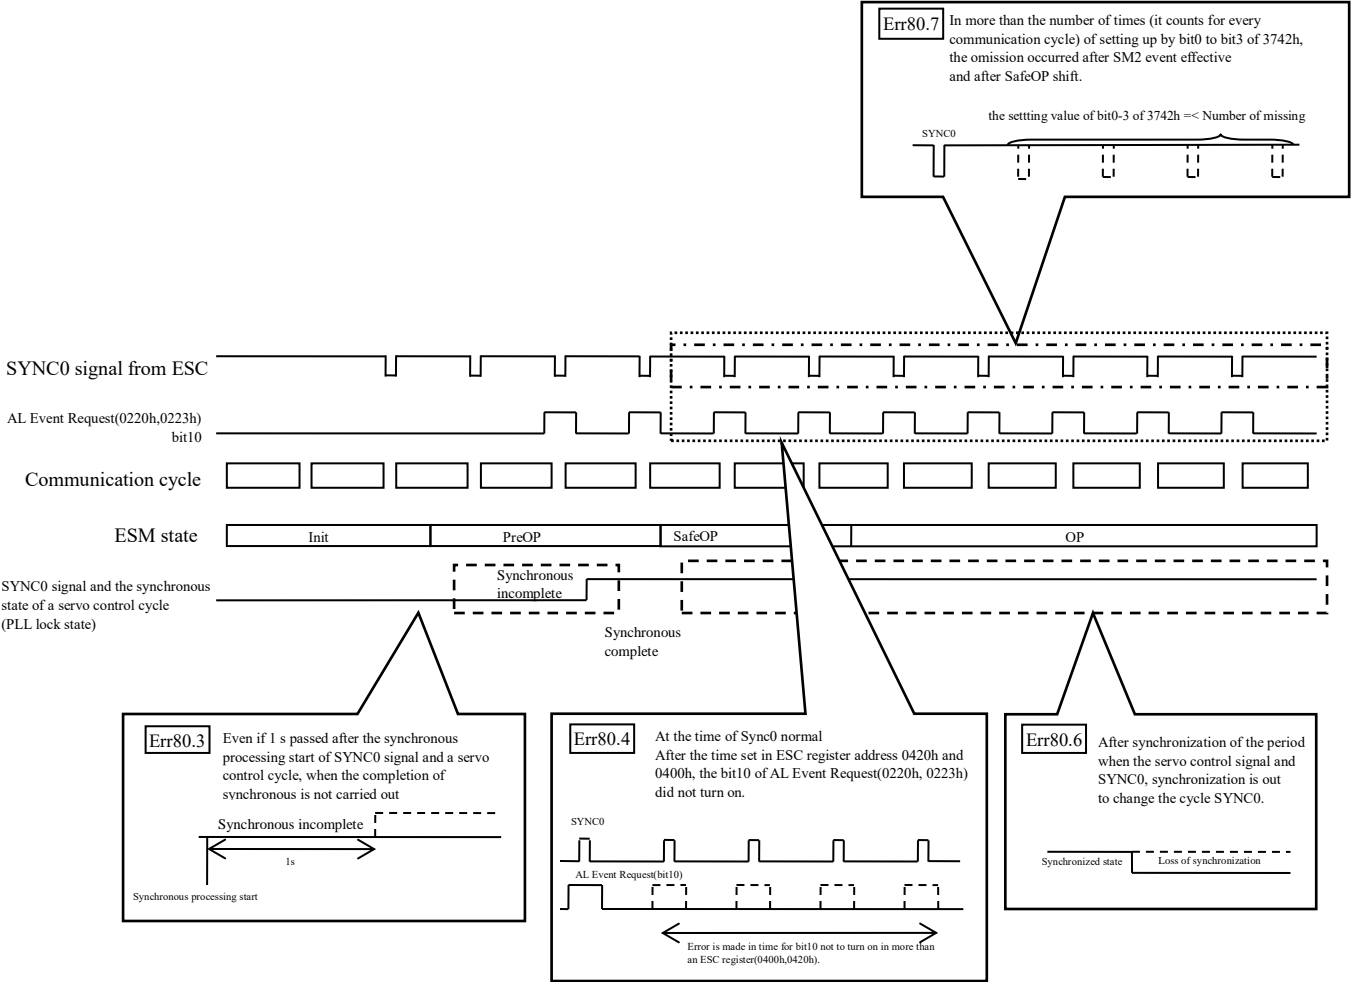 Err80.7
In more than the number of times (it counts for every
communication cycle) of setting up by bit0 to bit3 of 3742h,
the omission occurred after SM2 event effective
and after SafeOP shift.
the settting value of bit0-3 of 3742h =< Number of missing
SYNC0
SYNC0 signal from ESC
AL Event Request(0220h,0223h)
bit10
Communication cycle
ESM state
Init
PreOP
SafeOP
OP
SYNC0 signal and the synchronous
state of a servo control cycle
(PLL lock state)
Synchronous
incomplete
Synchronous
complete
Err80.3
Even if 1 s passed after the synchronous
processing start of SYNC0 signal and a servo
control cycle, when the completion of
synchronous is not carried out
Synchronous incomplete
1s
Synchronous processing start
Err80.4
At the time of Sync0 normal
After the time set in ESC register address 0420h and
0400h, the bit10 of AL Event Request(0220h, 0223h)
did not turn on.
SYNC0
AL Event Request(bit10)
Error is made in time for bit10 not to turn on in more than
an ESC register(0400h,0420h).
Err80.6
After synchronization of the period
when the servo control signal and
SYNC0, synchronization is out
to change the cycle SYNC0.
Synchronized state
Loss of synchronization